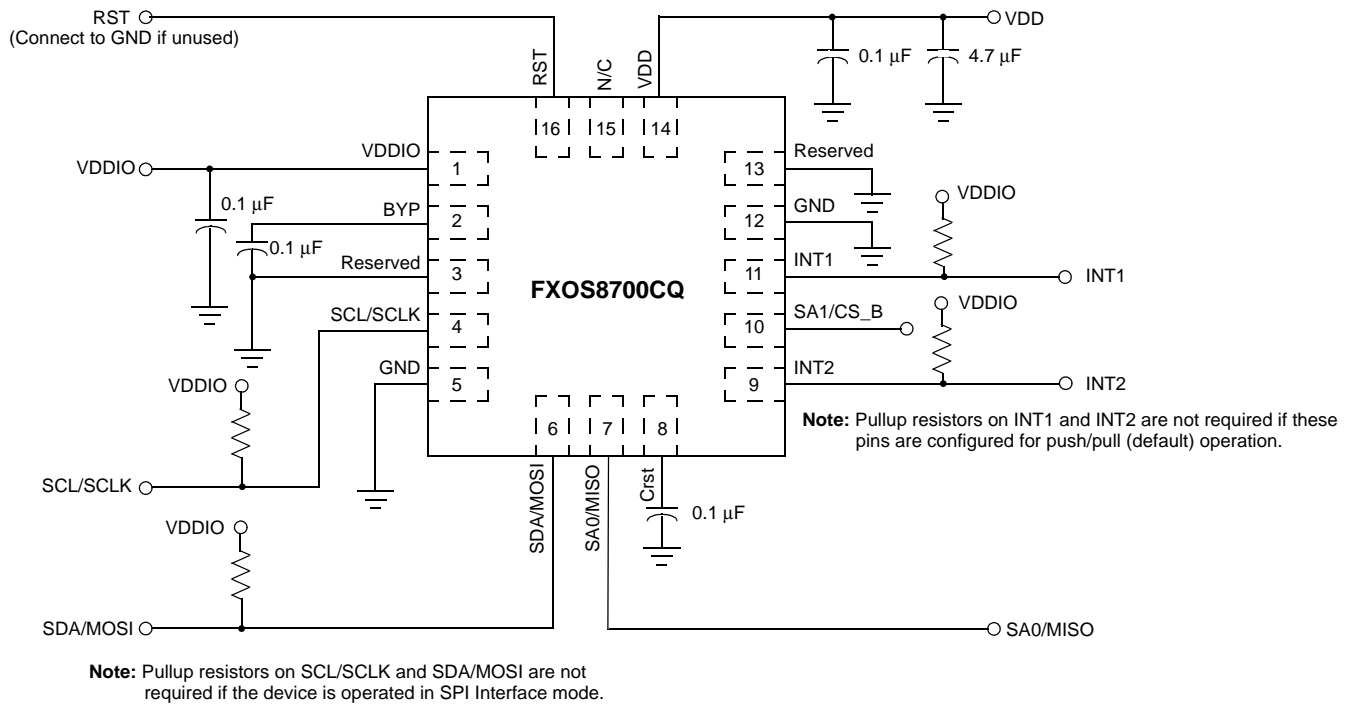 RST
(Connect to GND if unused)
VDD
0.1 μF
4.7 μF
RST
N/C
VDD
16
15
14
VDDIO
VDDIO
1
13
Reserved
0.1 μF
BYP
2
12
GND
VDDIO
0.1 μF
Reserved
3
11
INT1
INT1
FXOS8700CQ
SCL/SCLK
4
10
SA1/CS_B
VDDIO
GND
5
9
INT2
INT2
VDDIO
6
7
8
Note: Pullup resistors on INT1 and INT2 are not required if these
pins are configured for push/pull (default) operation.
SCL/SCLK
SDA/MOSI
SA0/MISO
Crst
0.1 μF
VDDIO
SDA/MOSI
SA0/MISO
Note: Pullup resistors on SCL/SCLK and SDA/MOSI are not
required if the device is operated in SPI Interface mode.